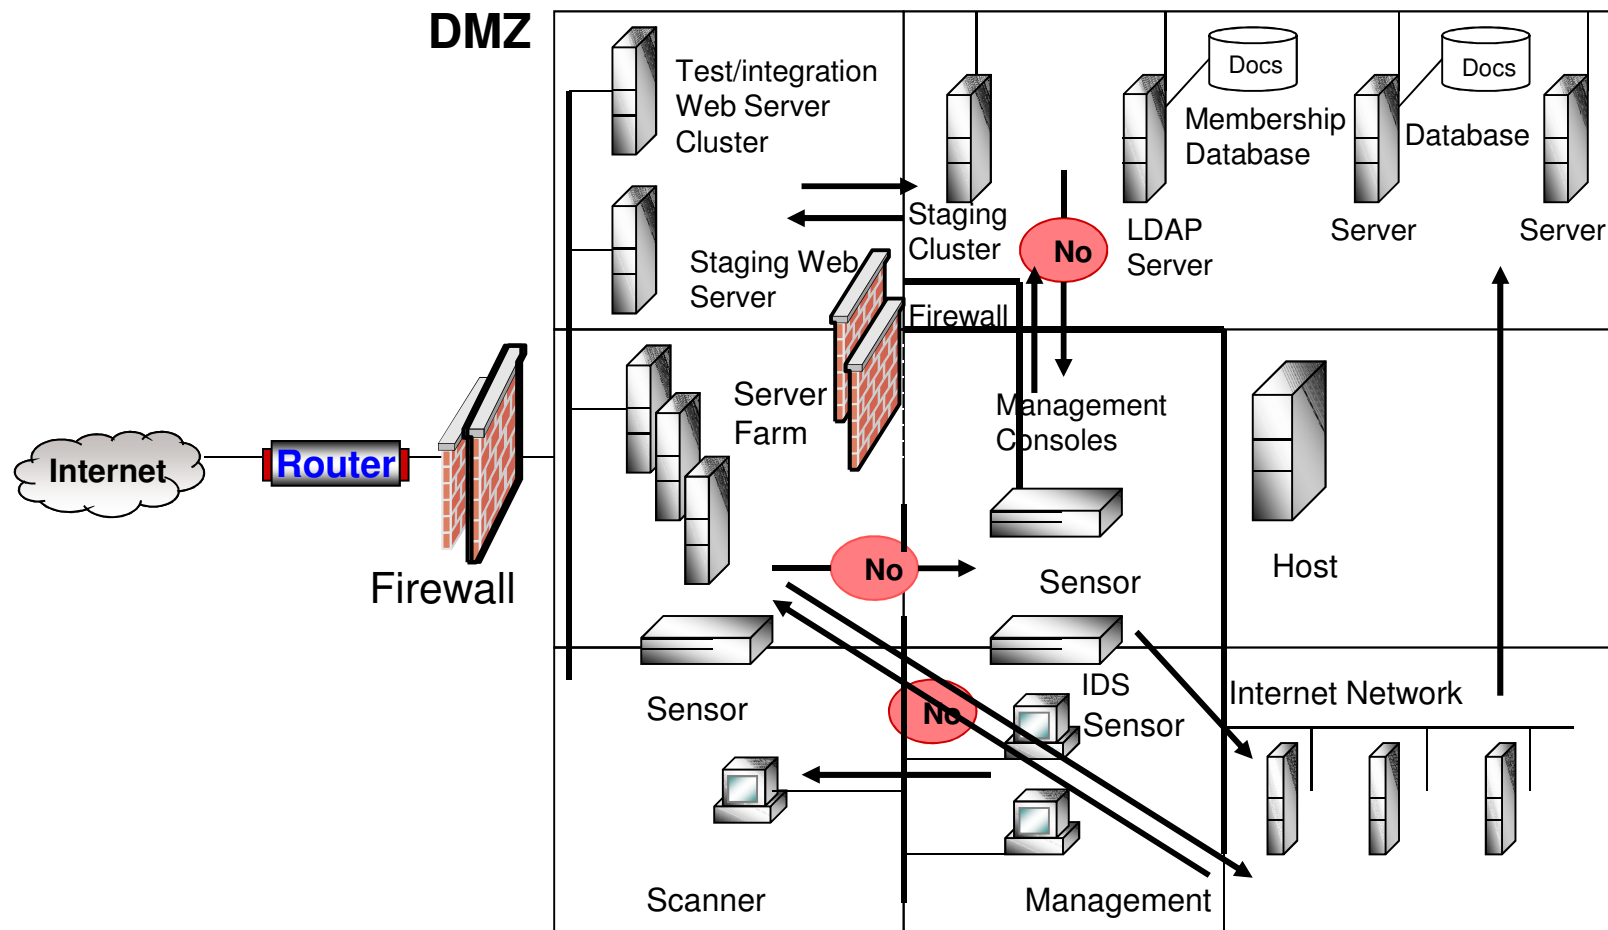 DMZ
Test/integration
Web Server
Cluster
Docs
Membership
Database
Docs
Database
Staging
Cluster
No
LDAP
Server
Server
Server
Staging Web
Server
Firewall
Server
Farm
Management
Consoles
Internet
Router
Firewall
No
Sensor
Host
Sensor
No
IDS
Sensor
Internet Network
Scanner
Management